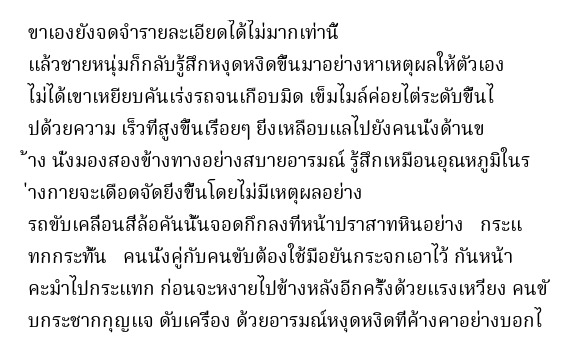 ขาเองยังจดจำรายละเอียดได้ไม่มากเท่านี้
แล้วชายหนุ่มก็กลับรู้สึกหงุดหงิดขึ้นมาอย่างหาเหตุผลให้ตัวเอง
ไม่ได้เขาเหยียบคันเร่งรถจนเกือบมิด เข็มไมล์ค่อยไต่ระดับขึ้นไ
ปด้วยความ เร็วที่สูงขึ้นเรื่อยๆ ยิ่งเหลือบแลไปยังคนนั่งด้านข
้าง นั่งมองสองข้างทางอย่างสบายอารมณ์ รู้สึกเหมือนอุณหภูมิในร
่างกายจะเดือดจัดยิ่งขึ้นโดยไม่มีเหตุผลอย่าง
รถขับเคลื่อนสี่ล้อคันนั้นจอดกึกลงที่หน้าปราสาทหินอย่าง กระแ
ทกกระทั้น คนนั่งคู่กับคนขับต้องใช้มือยันกระจกเอาไว้ กันหน้า
คะมำไปกระแทก ก่อนจะหงายไปข้างหลังอีกครั้งด้วยแรงเหวี่ยง คนขั
บกระชากกุญแจ ดับเครื่อง ด้วยอารมณ์หงุดหงิดที่ค้างคาอย่างบอกไ